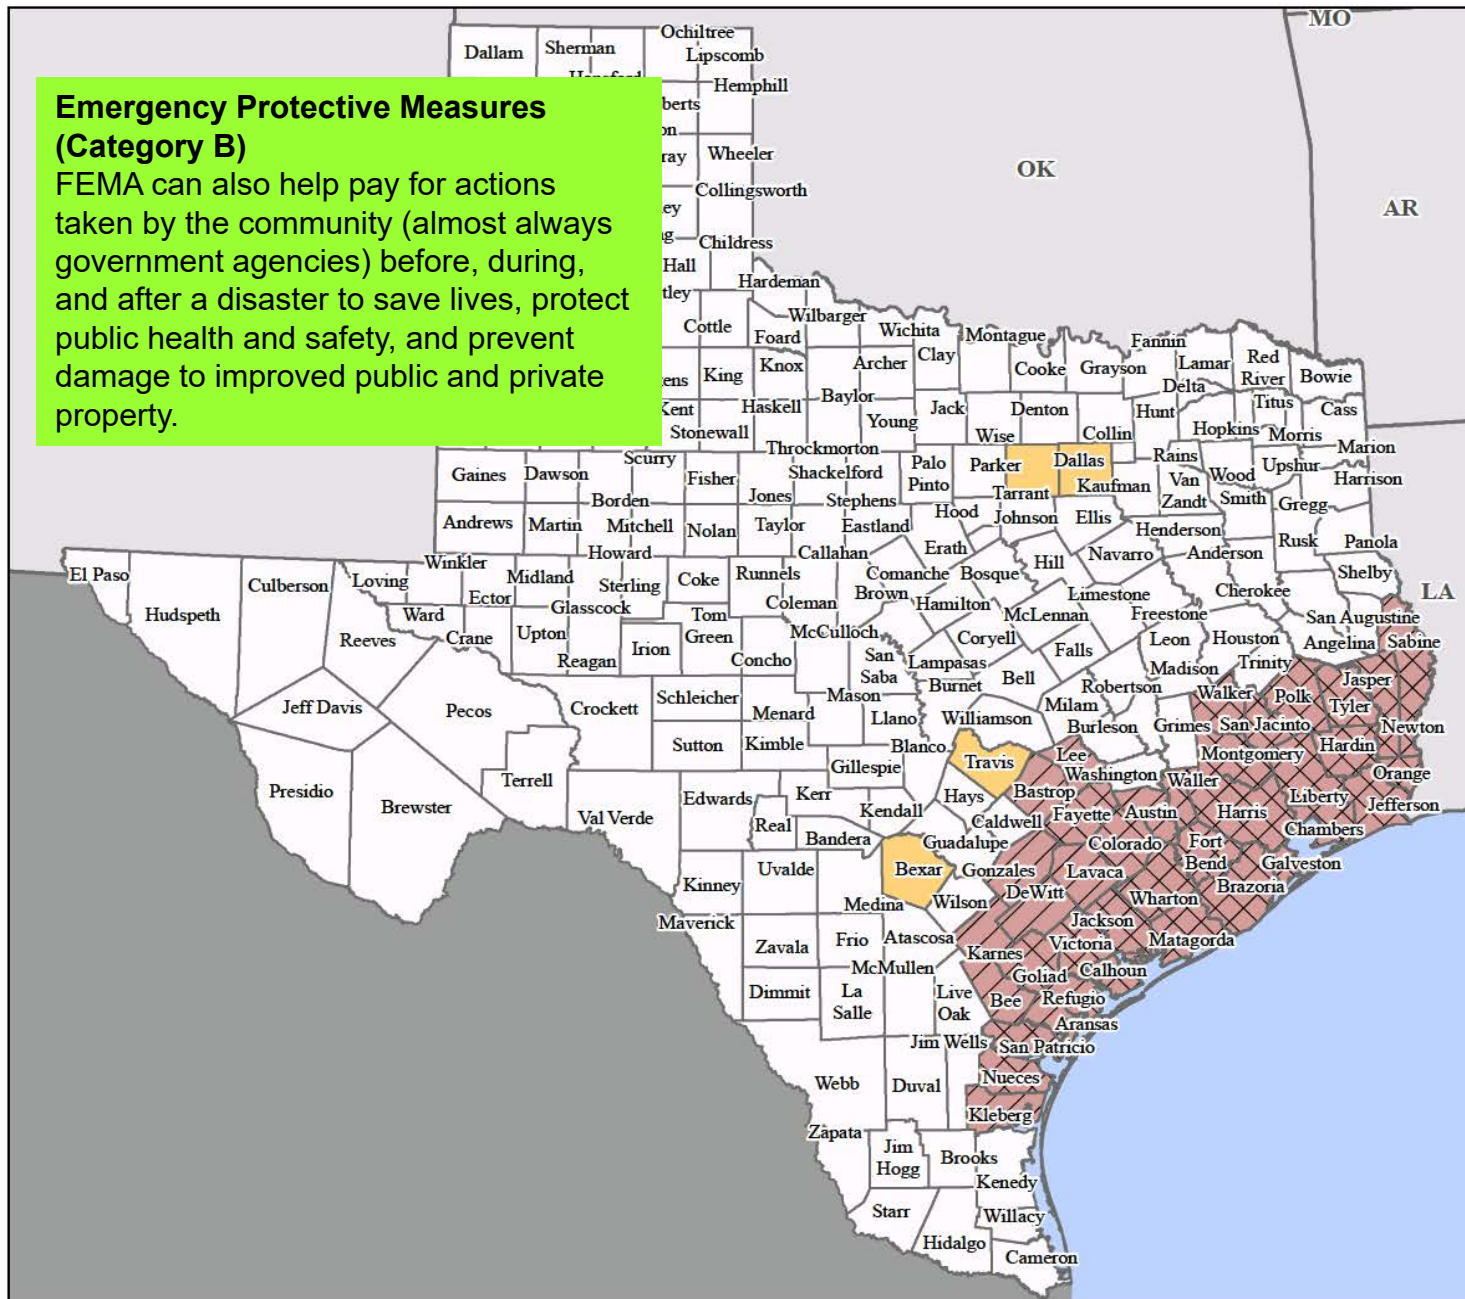 MO
Ochiltree
Dallam
Sherman
Lipscomb
Hemphill
Emergency Protective Measures
(Category B)
FEMA can also help pay for actions
taken by the community (almost always
government agencies) before, during,
and after a disaster to save lives, protect
public health and safety, and prevent
damage to improved public and private
property.
Wheeler
OK
Collingsworth
AR
Childress
Hall
Hardeman
Cottle
Foard
Wilbarger
Wichita
Montague
Fannin
Clay
Archer
Cooke
Grayson
Lamar
Red
River
Bowie
King
Knox
Baylor
Delta
Titus
Cass
Kent
Haskell
Young
Jack
Denton
Hunt
Stonewall
Wise
Collin
Hopkins
Morris
Marion
Throckmorton
Scurry
Gaines
Dawson
Fisher
Shackelford
Palo
Pinto
Parker
Dallas
Rains
Wood
Upshur
Harrison
Borden
Jones
Stephens
Tarrant
Kaufman
Van
Zandt
Smith
Gregg
Andrews
Martin
Mitchell
Nolan
Taylor
Eastland
Hood
Johnson
Ellis
Henderson
Howard
Callahan
Erath
Navarro
Anderson
Rusk
Panola
El Paso
Culberson
Loving
Winkler
Midland
Sterling
Coke
Runnels
Comanche
Bosque
Hill
Shelby
Hudspeth
Ector
Glasscock
Coleman
Brown
Hamilton
Limestone
Cherokee
LA
Ward
Tom
Green
McLennan
Freestone
San Augustine
Reeves
Crane
Upton
Reagan
Irion
Concho
McCulloch
Coryell
Leon
Houston
Angelina
Sabine
San
Saba
Lampasas
Falls
Madison
Trinity
Jeff Davis
Pecos
Crockett
Schleicher
Mason
Burnet
Bell
Robertson
Walker
Polk
Jasper
Menard
Llano
Milam
Tyler
Williamson
Burleson
Grimes
San Jacinto
Newton
Sutton
Kimble
Blanco
Montgomery
Hardin
Gillespie
Travis
Lee
Washington
Waller
Orange
Presidio
Brewster
Terrell
Val Verde
Edwards
Kerr
Kendall
Hays
Bastrop
Liberty
Jefferson
Real
Bandera
Caldwell
Fayette
Austin
Harris
Chambers
Guadalupe
Colorado
Fort
Bend
Galveston
Kinney
Uvalde
Bexar
Gonzales
Lavaca
Brazoria
Medina
Wilson
DeWitt
Wharton
Maverick
Jackson
Zavala
Frio
Atascosa
Karnes
Victoria
Matagorda
McMullen
Goliad
Calhoun
Dimmit
La
Salle
Live
Oak
Bee
Refugio
Aransas
Jim Wells
San Patricio
Webb
Duval
Nueces
Kleberg
Zapata
Jim
Hogg
Brooks
Kenedy
Starr
Willacy
Hidalgo
Cameron